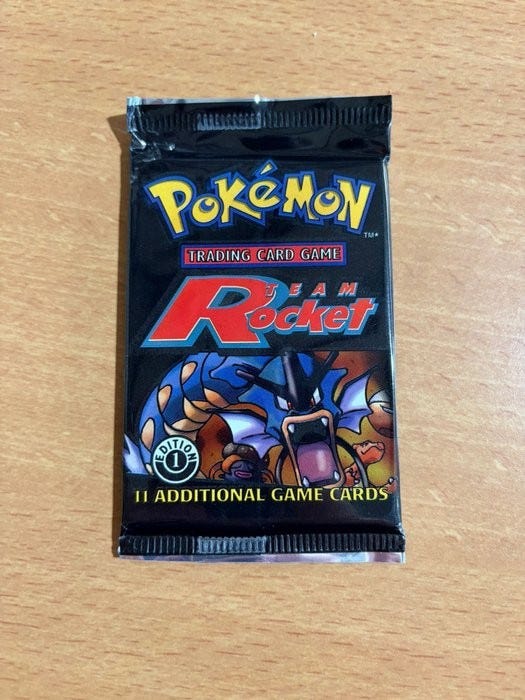 POKéMON
TM*
TRADING CARD GAME
TEAM
Rocket
EDITION
1
11 ADDITIONAL GAME CARDS